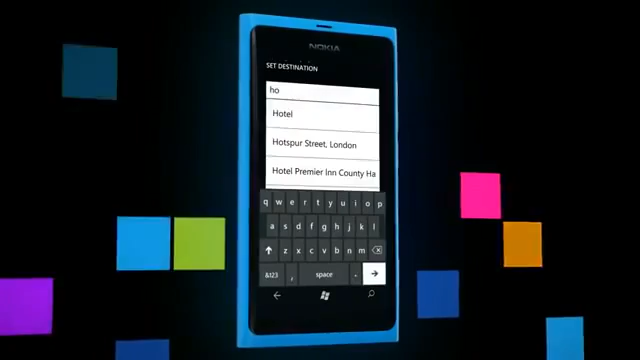 NOKIA
SET DESTINATION
ho
Hotel
Hotspur Street, London
Hotel Premier Inn County Ha
q w e r t y u i o p
a s d f g h j k l
z x c v b n m
&123 , space .